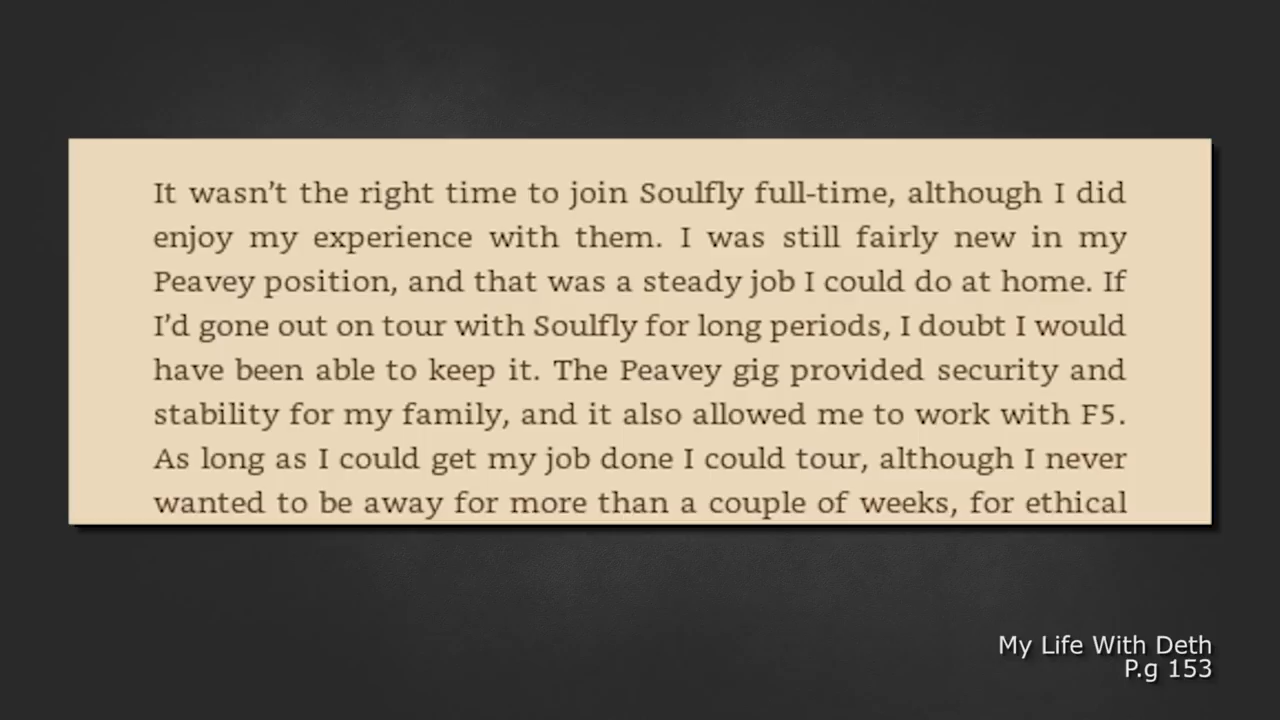 It wasn’t the right time to join Soulfly full-time, although I did
enjoy my experience with them. I was still fairly new in my
Peavey position, and that was a steady job I could do at home. If
I’d gone out on tour with Soulfly for long periods, I doubt I would
have been able to keep it. The Peavey gig provided security and
stability for my family, and it also allowed me to work with F5.
As long as I could get my job done I could tour, although I never
wanted to be away for more than a couple of weeks, for ethical
My Life With Deth
P.g 153